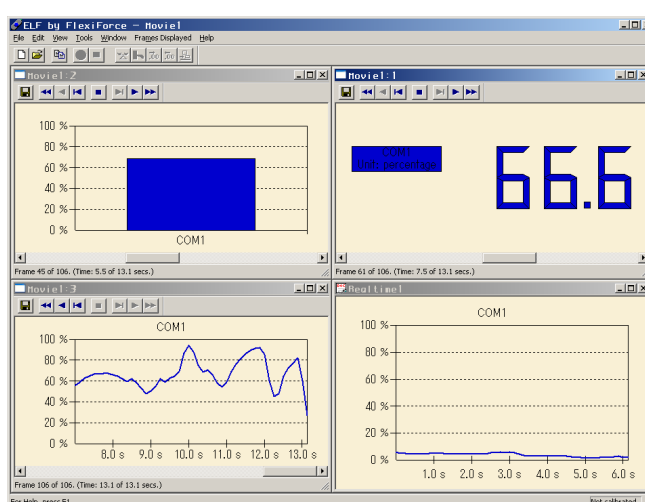 ELF by FlexiForce - Movie1
File Edit View Tools Window Frames Displayed Help
Movie1:2
100 %
80 %
60 %
40 %
20 %
0 %
COM1
Frame 45 of 106. (Time: 5.5 of 13.1 secs.)
Movie1:1
COM1
Unit: percentage
66.6
Frame 61 of 106. (Time: 7.5 of 13.1 secs.)
Movie1:3
COM1
100 %
80 %
60 %
40 %
20 %
0 %
8.0 s 9.0 s 10.0 s 11.0 s 12.0 s 13.0 s
Frame 106 of 106. (Time: 13.1 of 13.1 secs.)
Realtime1
COM1
100 %
80 %
60 %
40 %
20 %
0 %
1.0 s 2.0 s 3.0 s 4.0 s 5.0 s 6.0 s
For Help, press F1
Not calibrated